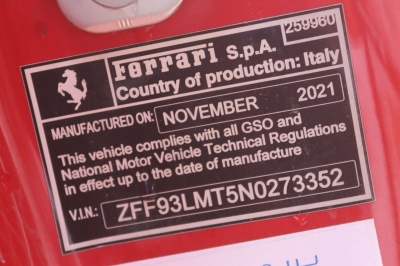 259960
Ferrari S.p.A.
Country of production: Italy
MANUFACTURED ON: NOVEMBER 2021
This vehicle complies with all GSO and
National Motor Vehicle Technical Regulations
in effect up to the date of manufacture
V.I.N.: ZFF93LMT5N0273352